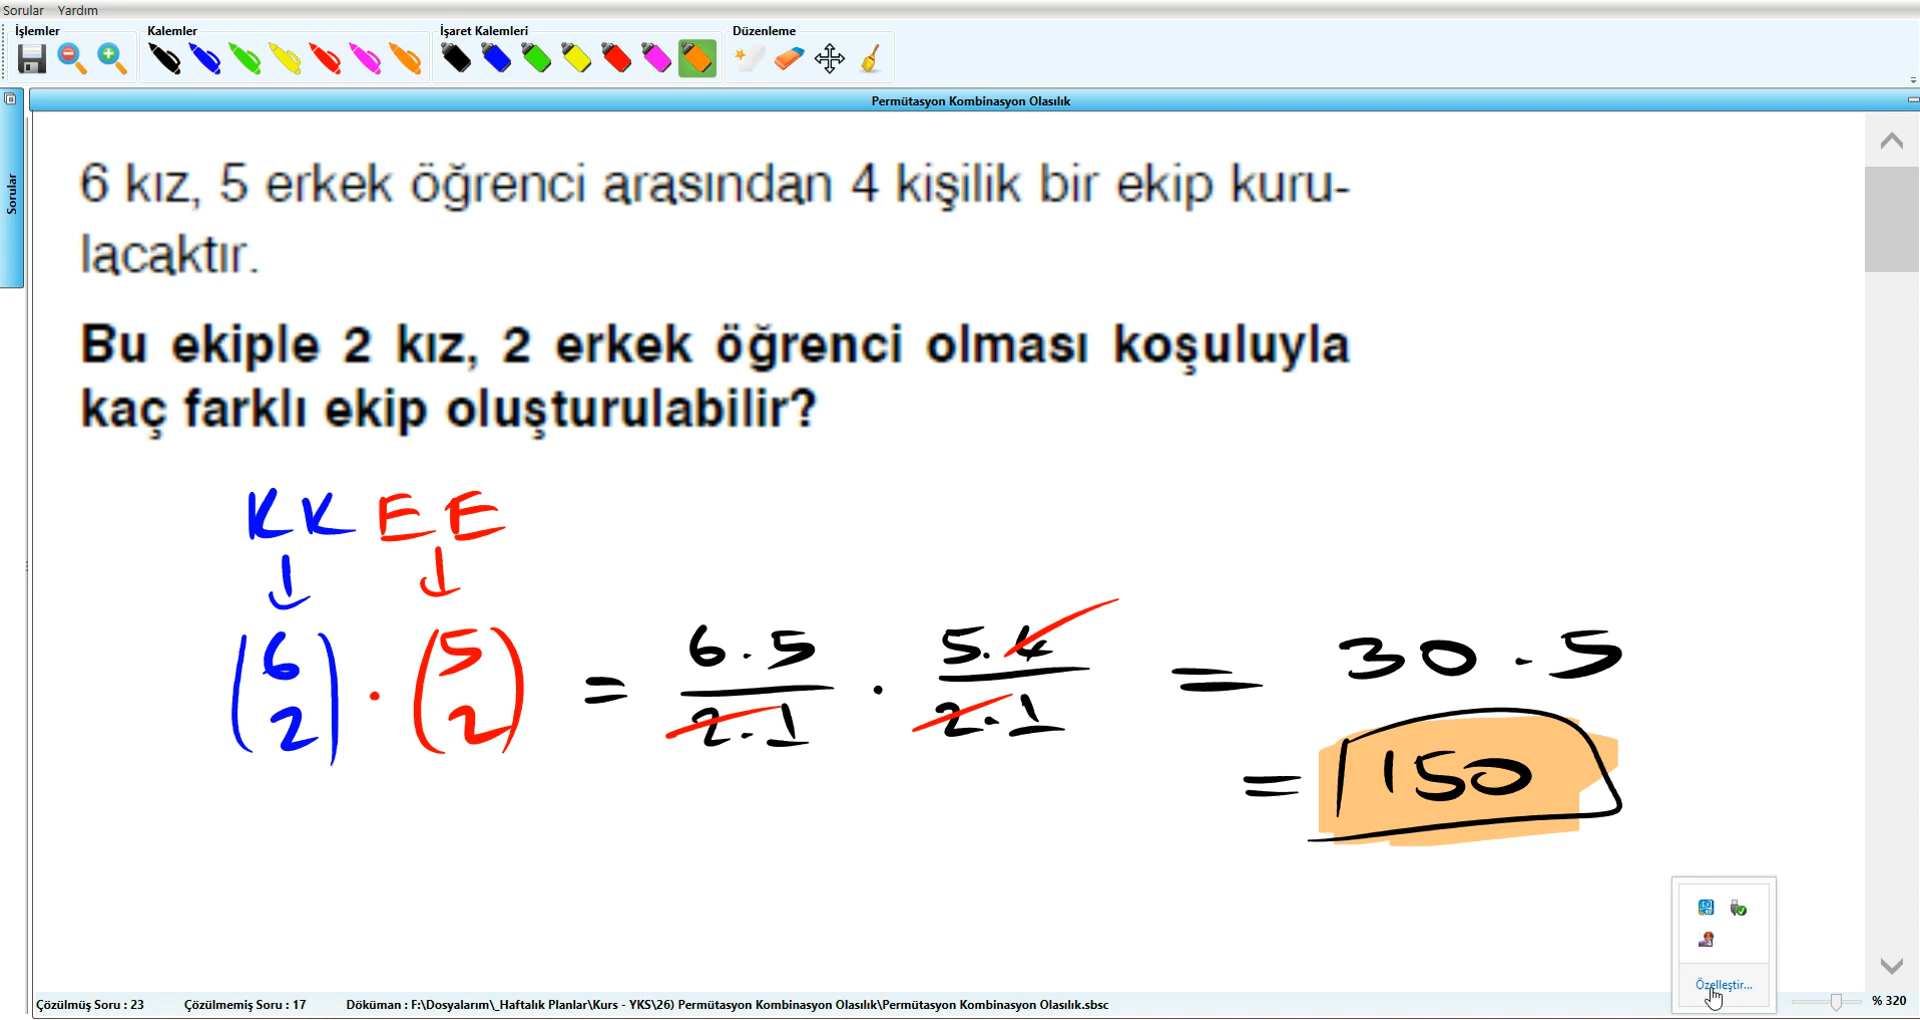 Sorular Yardım
İşlemler Kalemler İşaret Kalemleri Düzenleme
Permütasyon Kombinasyon Olasılık
Sorular
6 kız, 5 erkek öğrenci arasından 4 kişilik bir ekip kuru-
lacaktır.
Bu ekiple 2 kız, 2 erkek öğrenci olması koşuluyla
kaç farklı ekip oluşturulabilir?
K K E E
(6 2) . (5 2) = 6.5/2.1 . 5.4/2.1 = 30.5
= 150
Özelleştir...
Çözülmüş Soru : 23 Çözülmemiş Soru : 17 Döküman : F:\Dosyalarım\_Haftalık Planlar\Kurs - YKS\26) Permütasyon Kombinasyon Olasılık\Permütasyon Kombinasyon Olasılık.sbsc % 320